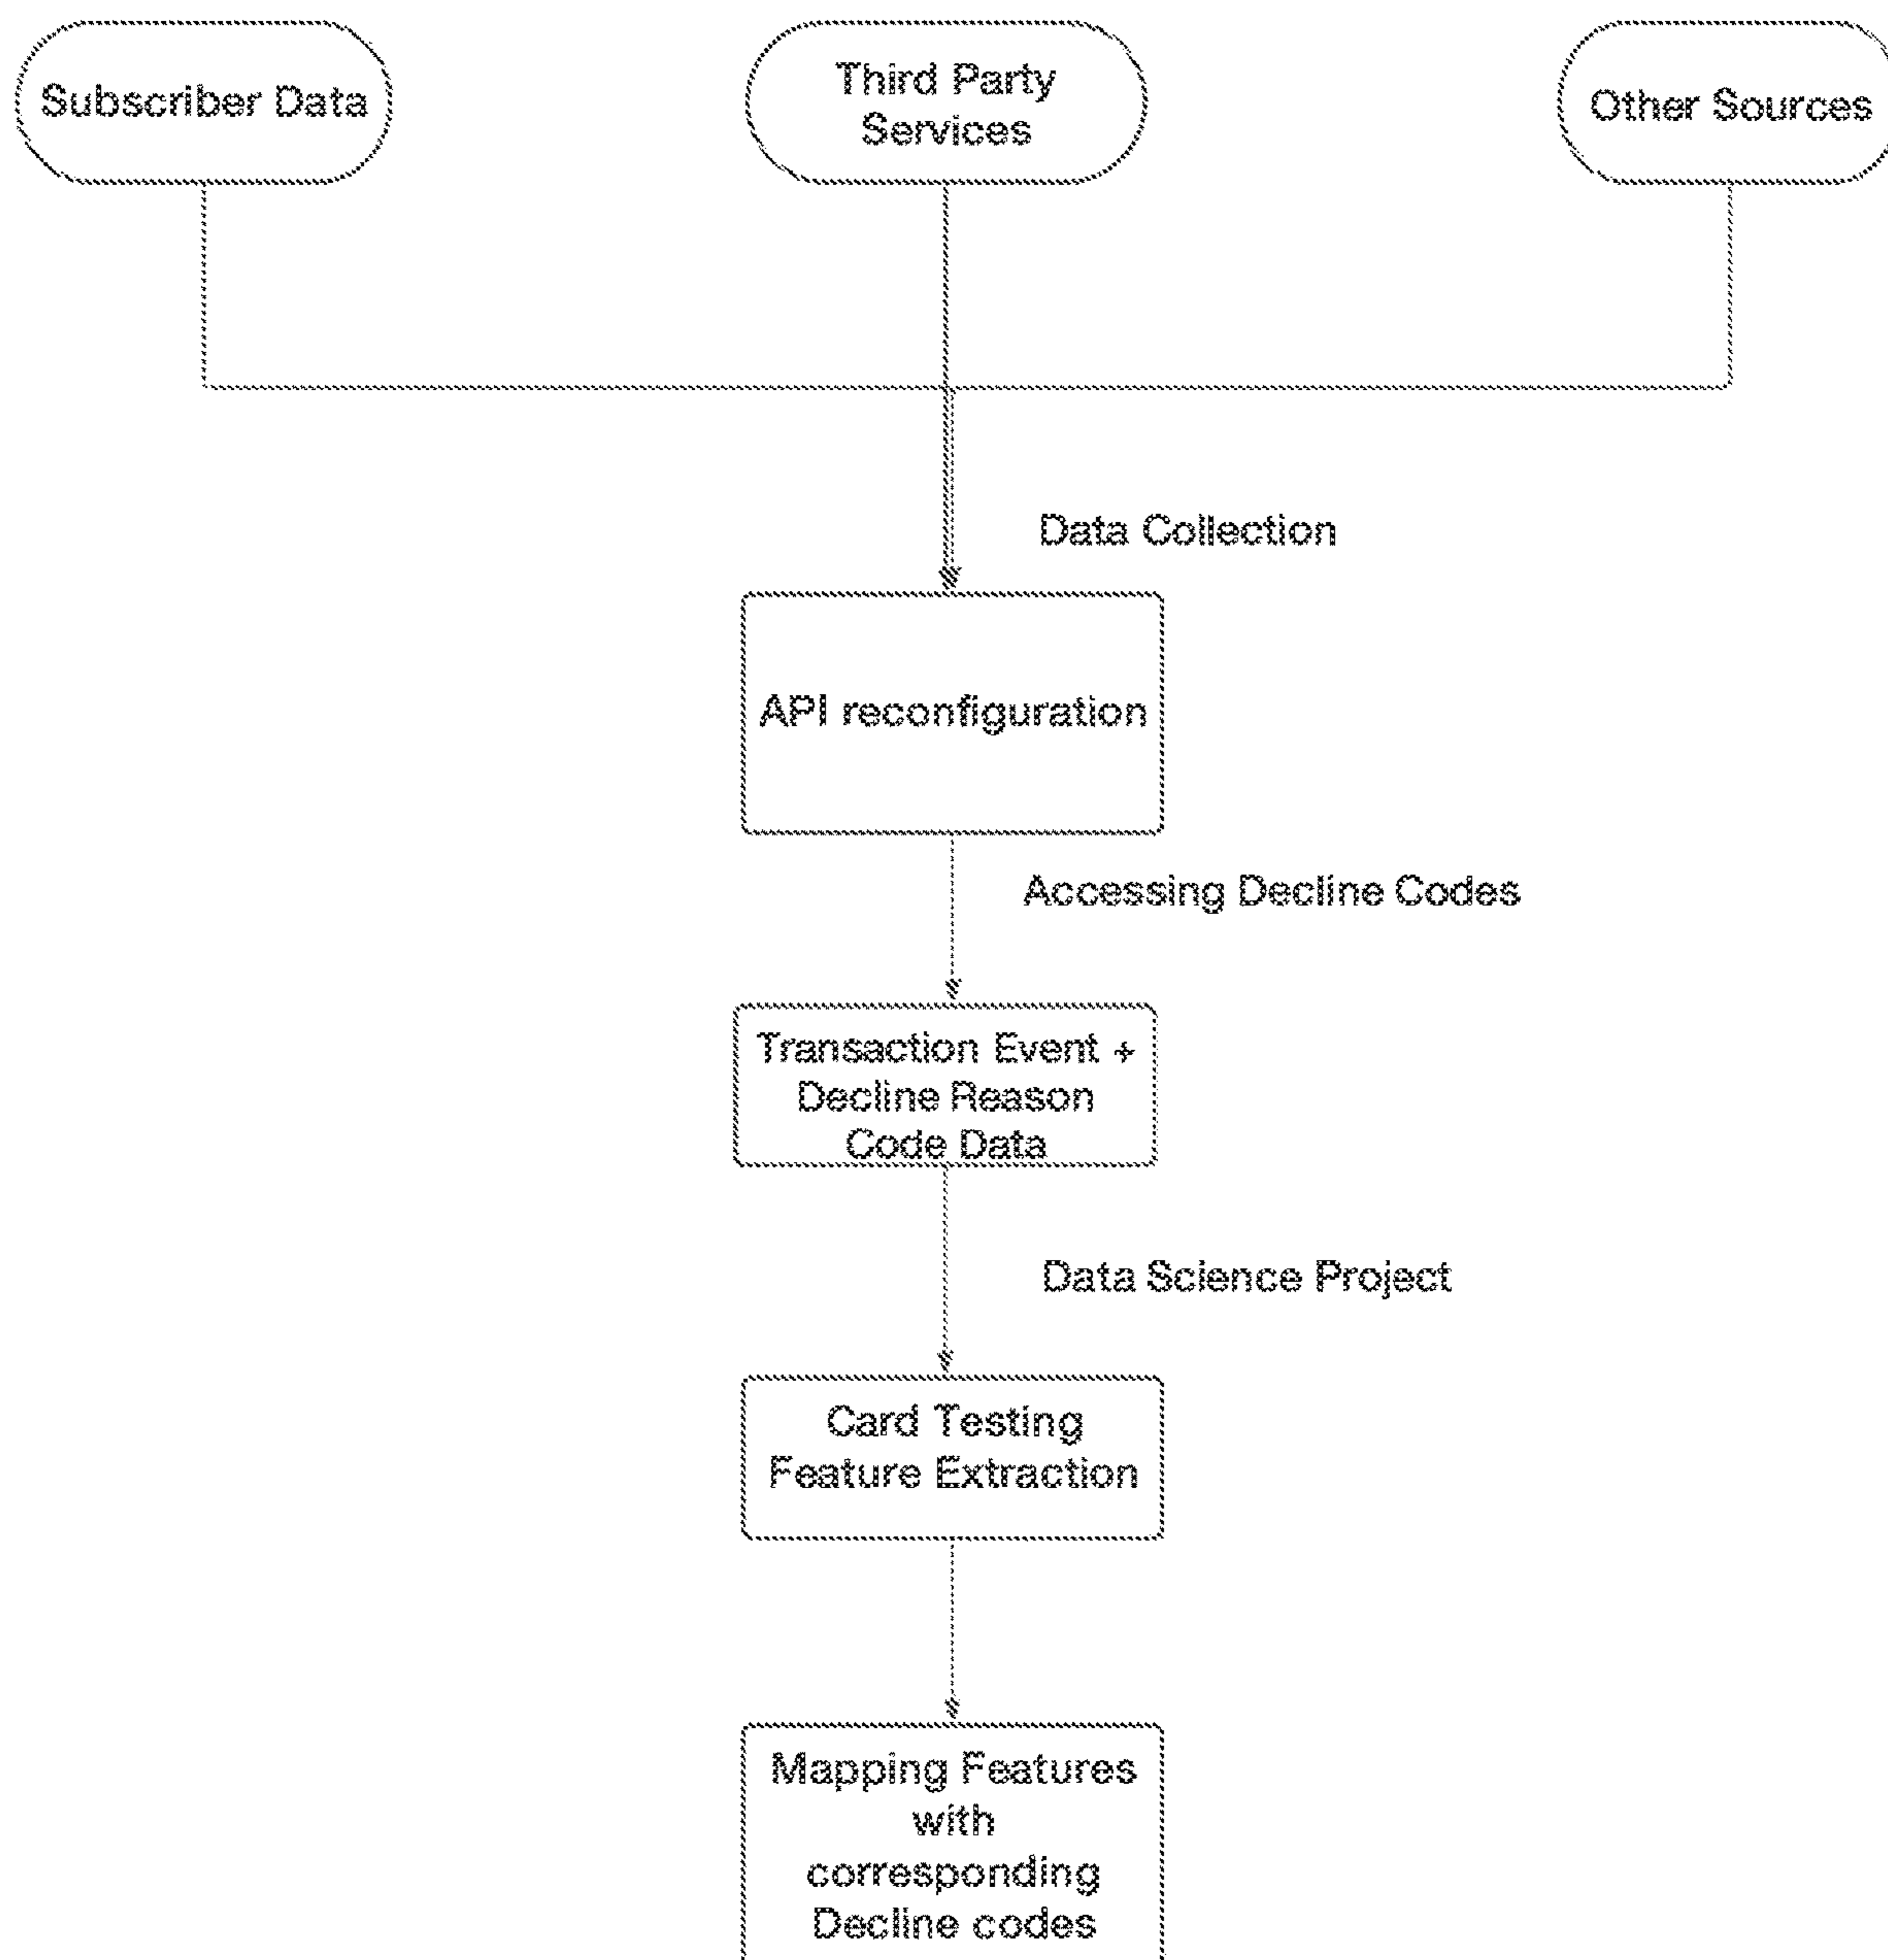 Subscriber Data
Third Party
Services
Other Sources
Data Collection
API reconfiguration
Accessing Decline Codes
Transaction Event +
Decline Reason
Code Data
Data Science Project
Card Testing
Feature Extraction
Mapping Features
with
corresponding
Decline codes